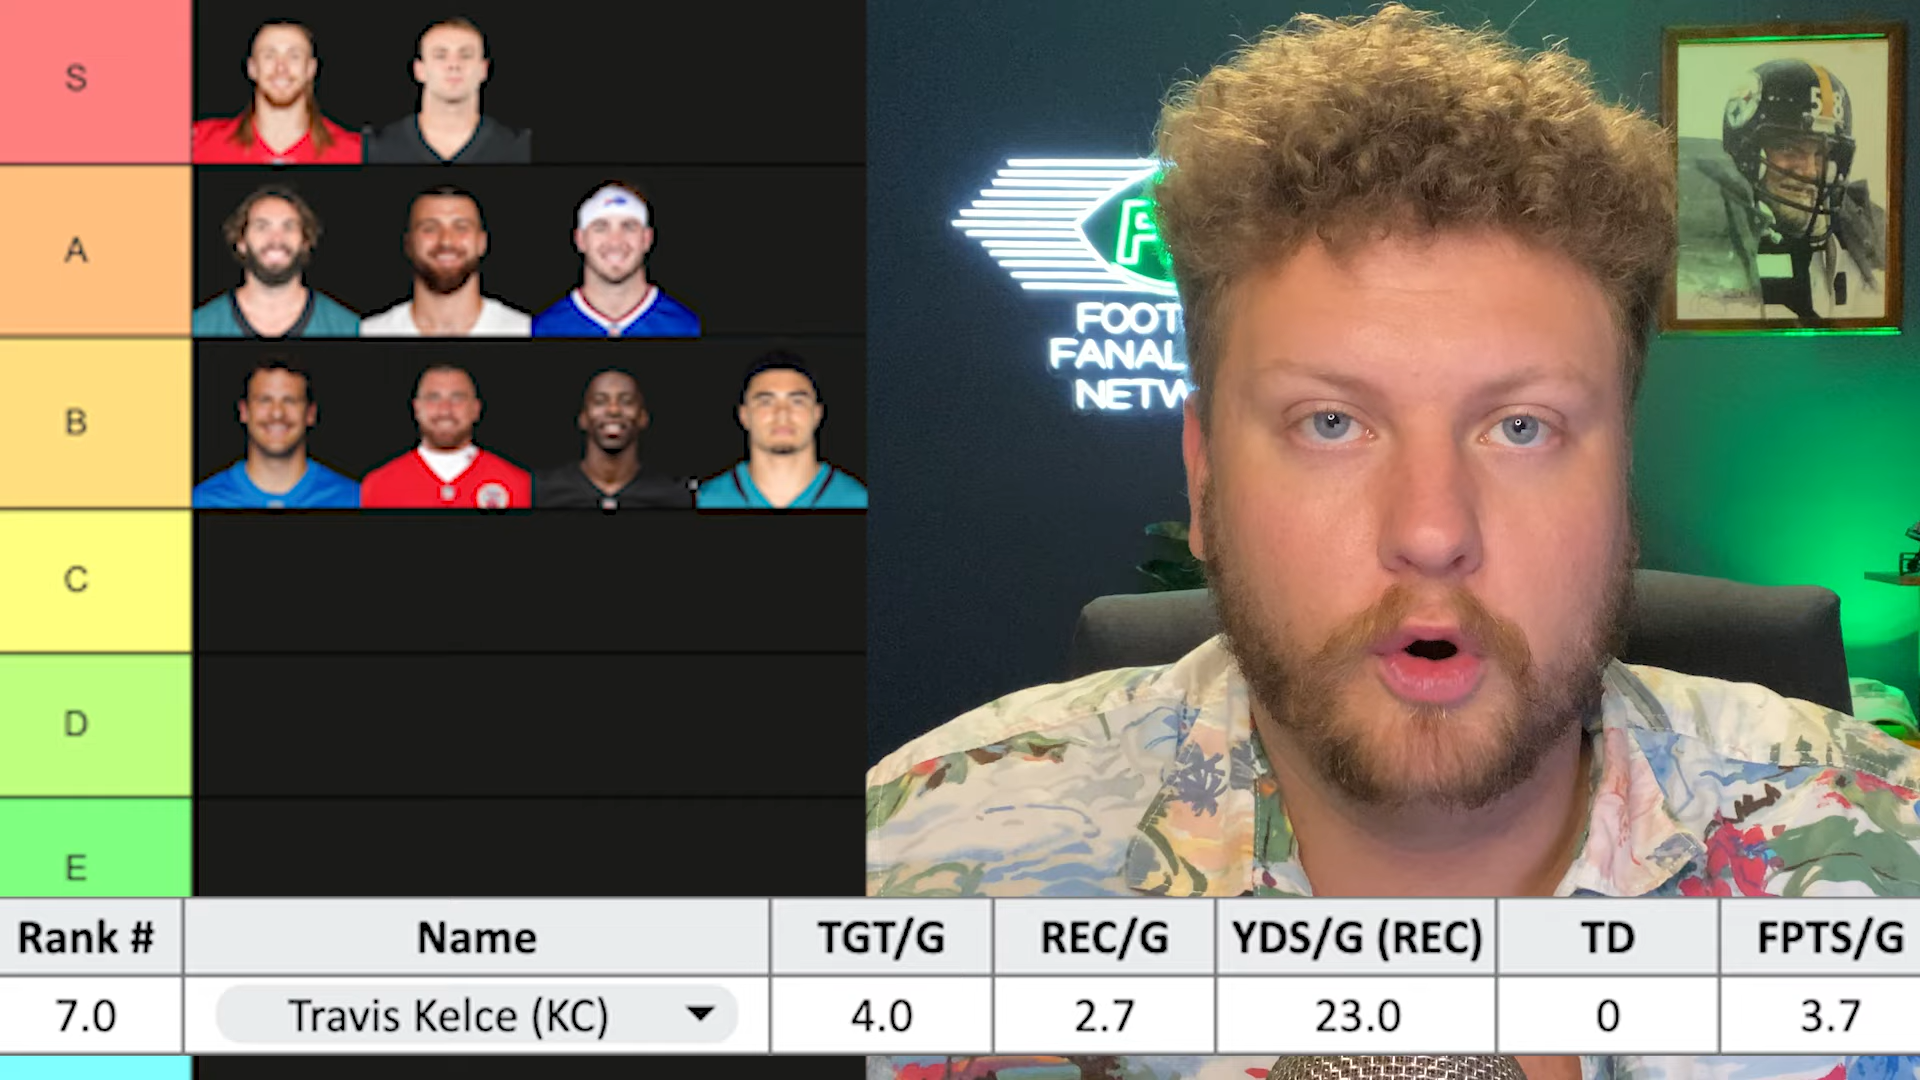 S
A
B
C
D
E
FOOT
FANAL
NETW
58
Rank # Name TGT/G REC/G YDS/G (REC) TD FPTS/G
7.0 Travis Kelce (KC) 4.0 2.7 23.0 0 3.7